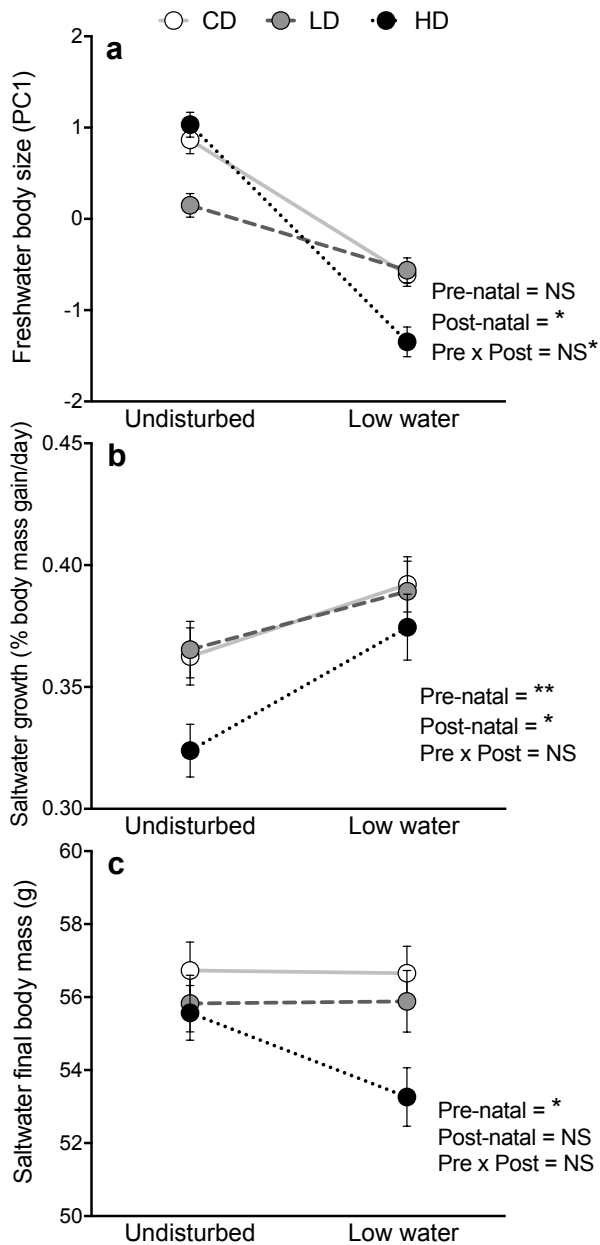 CD LD HD
a
Freshwater body size (PC1)
2
1
0
-1
-2
Pre-natal = NS
Post-natal = *
Pre x Post = NS*
Undisturbed Low water
b
Saltwater growth (% body mass gain/day)
0.45
0.40
0.35
0.30
Pre-natal = **
Post-natal = *
Pre x Post = NS
Undisturbed Low water
c
Saltwater final body mass (g)
60
58
56
54
52
50
Pre-natal = *
Post-natal = NS
Pre x Post = NS
Undisturbed Low water